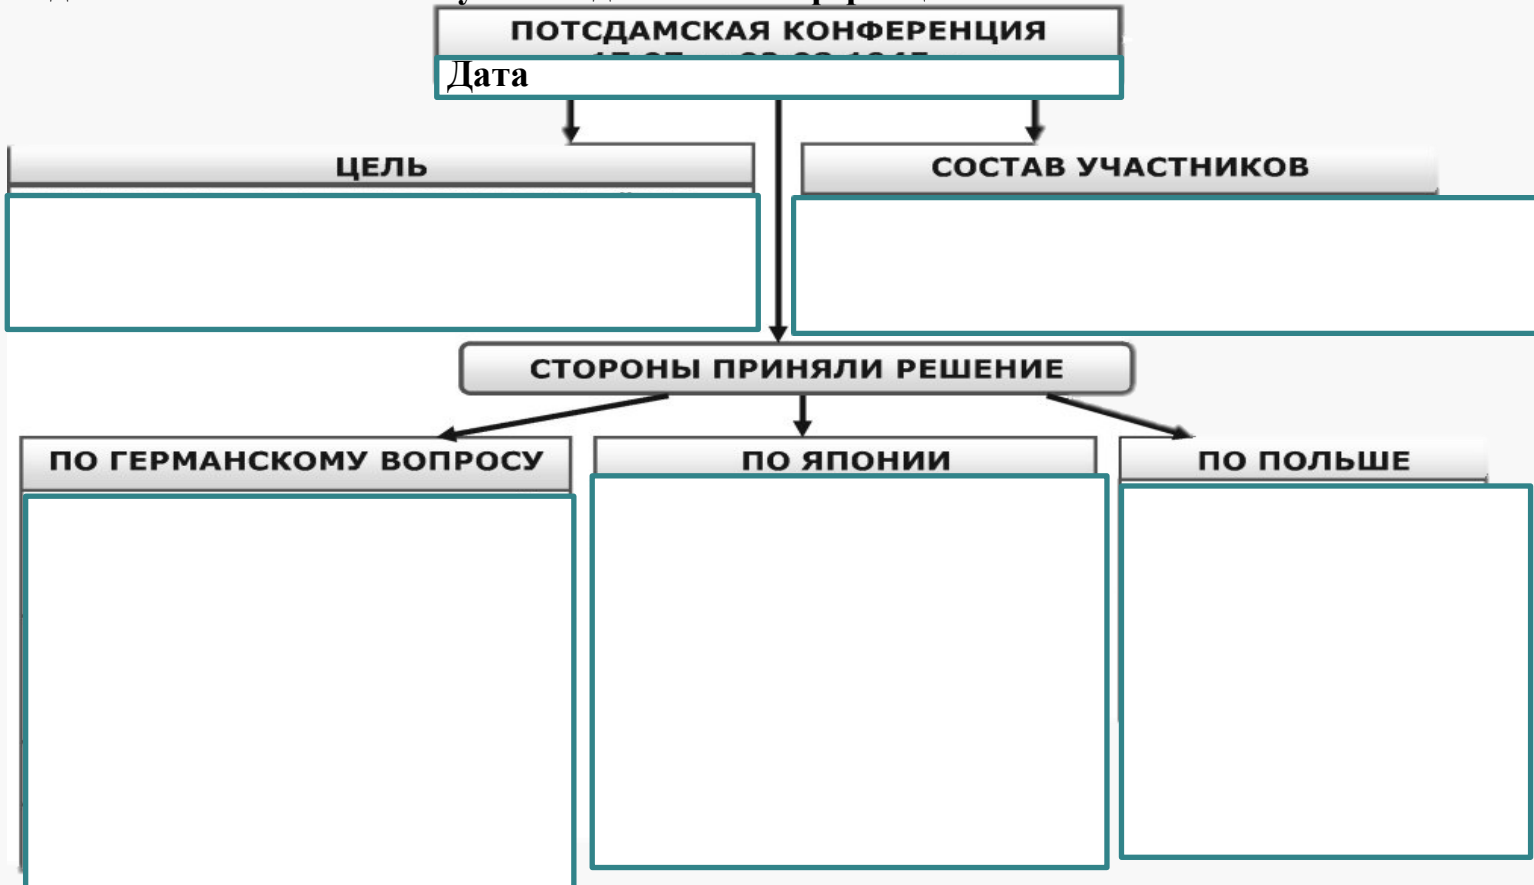 ПОТСДАМСКАЯ КОНФЕРЕНЦИЯ
Дата
ЦЕЛЬ
СОСТАВ УЧАСТНИКОВ
СТОРОНЫ ПРИНЯЛИ РЕШЕНИЕ
ПО ГЕРМАНСКОМУ ВОПРОСУ
ПО ЯПОНИИ
ПО ПОЛЬШЕ